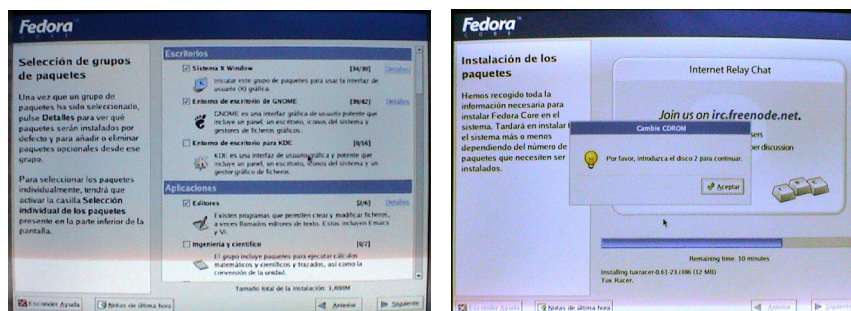 Fedora
CORE
Selección de grupos
de paquetes
Una vez que un grupo de
paquetes ha sido seleccionado,
pulse Detalles para ver qué
paquetes serán instalados por
defecto y para añadir o eliminar
paquetes opcionales desde ese
grupo.
Para seleccionar los paquetes
individualmente, tendrá que
activar la casilla Selección
individual de los paquetes
presente en la parte inferior de la
pantalla.
Escritorios
Sistema X Window [34/38] Detalles
Instalar este grupo de paquetes para usar la interfaz de
usuario (X) gráfica.
Entorno de escritorio de GNOME [39/42] Detalles
GNOME es una interfaz gráfica de usuario potente que
incluye un panel, un escritorio, iconos del sistema y
gestores de ficheros gráficos.
Entorno de escritorio para KDE [0/16]
KDE es una interfaz de usuario gráfica y potente que
incluye un panel, un escritorio, iconos del sistema y un
gestor gráfico de ficheros.
Aplicaciones
Editores [2/6] Detalles
Existen programas que permiten crear y modificar ficheros,
a veces llamados editores de texto. Estos incluyen Emacs
y Vi.
Ingeniería y científico [0/7]
El grupo incluye paquetes para ejecutar cálculos
matemáticos y científicos y trazados, así como la
conversión de la unidad.
Tamaño total de la instalación:
Esconder Ayuda
Notas de última hora
Anterior
Siguiente
Fedora
CORE
Instalación de los
paquetes
Hemos recogido toda la
información necesaria para
instalar Fedora Core en el
sistema. Tardará en instalar
el sistema más o menos
dependiendo del número de
paquetes que necesiten ser
instalados.
Internet Relay Chat
Join us on irc.freenode.net.
sers
per discussion
Cambie CDROM
Por favor, introduzca el disco 2 para continuar.
Aceptar
Remaining time: 10 minutes
Installing tuxracer-0.61-23.i386 (12 MB)
Tux Racer.
Esconder Ayuda
Notas de última hora
Anterior
Siguiente